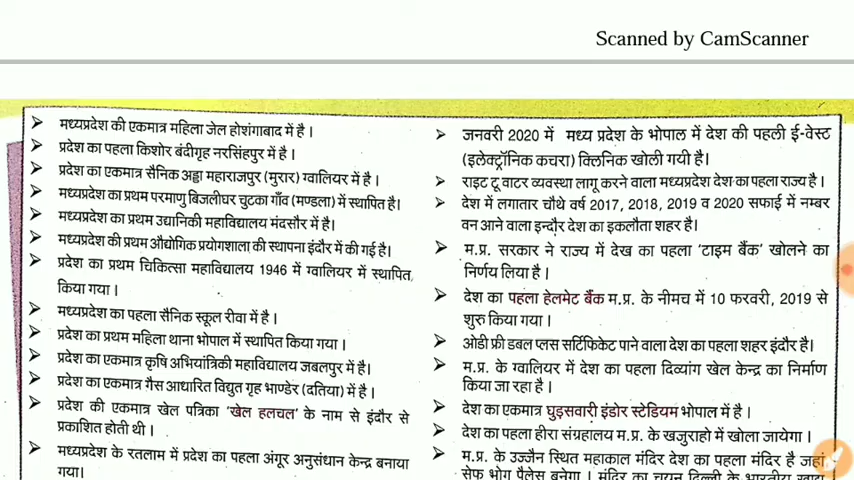 Scanned by CamScanner
मध्यप्रदेश की एकमात्र महिला जेल होशंगाबाद में है।
प्रदेश का पहला किशोर बंदीगृह नरसिंहपुर में है।
प्रदेश का एकमात्र सैनिक अड्डा महाराजपुर (मुरार) ग्वालियर में है।
मध्यप्रदेश का प्रथम परमाणु बिजलीघर चुटका गाँव (मण्डला) में स्थापित है।
मध्यप्रदेश का प्रथम उद्यानिकी महाविद्यालय मंदसौर में है।
मध्यप्रदेश की प्रथम औद्योगिक प्रयोगशाला की स्थापना इंदौर में की गई है।
प्रदेश का प्रथम चिकित्सा महाविद्यालय 1946 में ग्वालियर में स्थापित
किया गया।
मध्यप्रदेश का पहला सैनिक स्कूल रीवा में है।
प्रदेश का प्रथम महिला थाना भोपाल में स्थापित किया गया।
प्रदेश का एकमात्र कृषि अभियांत्रिकी महाविद्यालय जबलपुर में है।
प्रदेश का एकमात्र गैस आधारित विद्युत गृह भाण्डेर (दतिया) में है।
प्रदेश की एकमात्र खेल पत्रिका 'खेल हलचल' के नाम से इंदौर से
प्रकाशित होती थी।
मध्यप्रदेश के रतलाम में प्रदेश का पहला अंगूर अनुसंधान केन्द्र बनाया
गया।
जनवरी 2020 में मध्य प्रदेश के भोपाल में देश की पहली ई-वेस्ट
(इलेक्ट्रॉनिक कचरा) क्लिनिक खोली गयी है।
राइट टू वाटर व्यवस्था लागू करने वाला मध्यप्रदेश देश का पहला राज्य है।
देश में लगातार चौथे वर्ष 2017, 2018, 2019 व 2020 सफाई में नम्बर
वन आने वाला इन्दौर देश का इकलौता शहर है।
म.प्र. सरकार ने राज्य में देख का पहला 'टाइम बैंक' खोलने का
निर्णय लिया है।
देश का पहला हेलमेट बैंक म.प्र. के नीमच में 10 फरवरी, 2019 से
शुरु किया गया।
ओडी फ्री डबल प्लस सर्टिफिकेट पाने वाला देश का पहला शहर इंदौर है।
म.प्र. के ग्वालियर में देश का पहला दिव्यांग खेल केन्द्र का निर्माण
किया जा रहा है।
देश का एकमात्र घुड़सवारी इंडोर स्टेडियम भोपाल में है।
देश का पहला हीरा संग्रहालय म.प्र. के खजुराहो में खोला जायेगा।
म.प्र. के उज्जैन स्थित महाकाल मंदिर देश का पहला मंदिर है जहां
सेफ भोग पैलेस बनेगा। मंदिर का चयन दिल्ली के भारतीय खाद्य